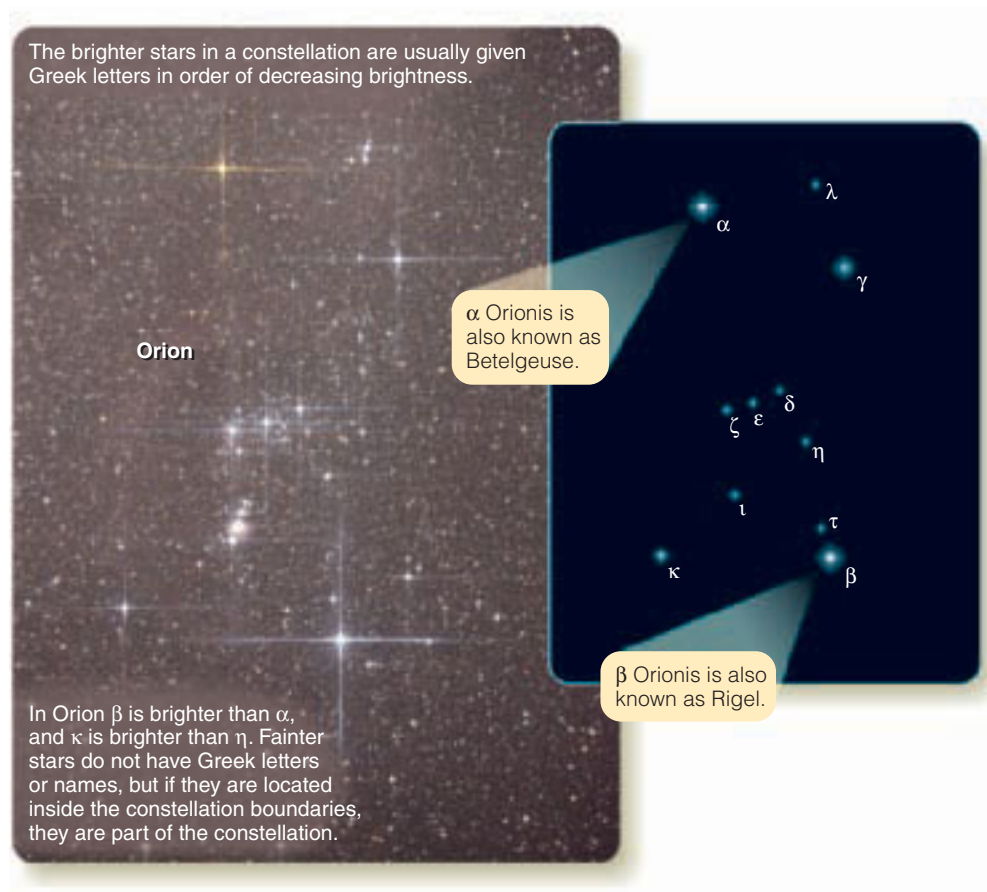 The brighter stars in a constellation are usually given
Greek letters in order of decreasing brightness.
λ
α
γ
α Orionis is
also known as
Betelgeuse.
Orion
δ
ε
ζ
η
ι
τ
κ
β
β Orionis is also
known as Rigel.
In Orion β is brighter than α,
and κ is brighter than η. Fainter
stars do not have Greek letters
or names, but if they are located
inside the constellation boundaries,
they are part of the constellation.